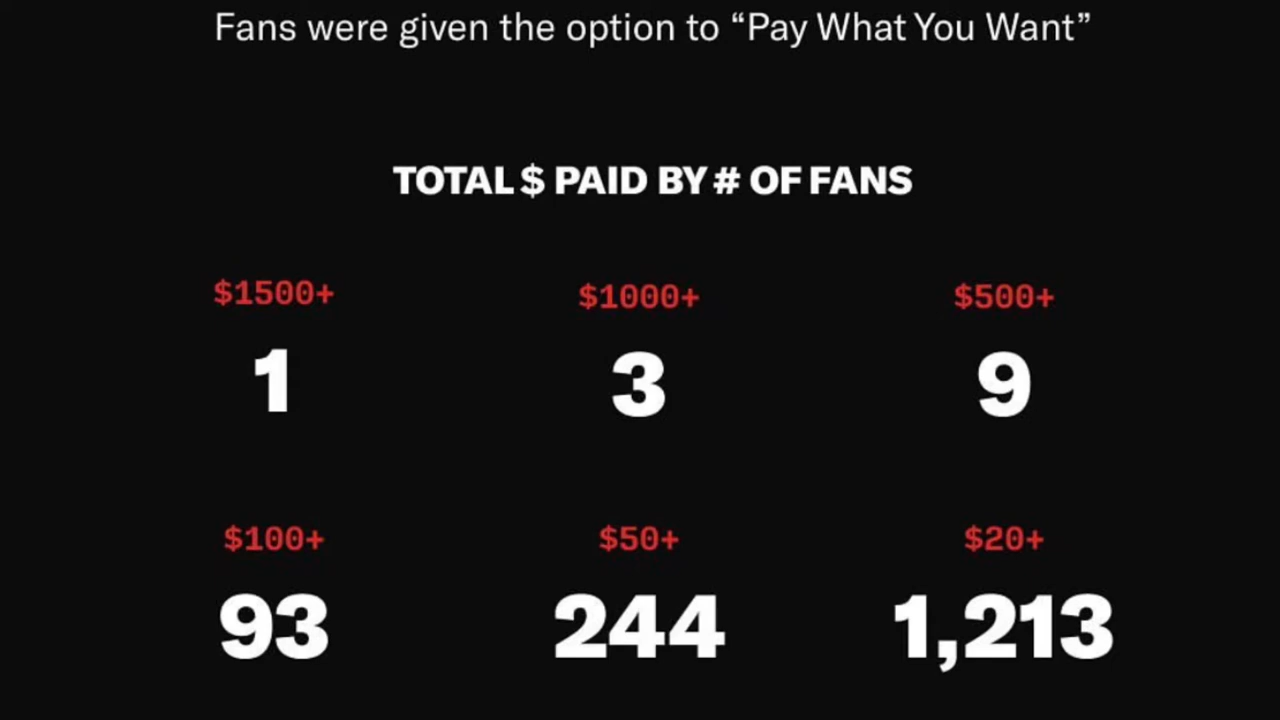 Fans were given the option to “Pay What You Want”
TOTAL $ PAID BY # OF FANS
$1500+ $1000+ $500+
1 3 9
$100+ $50+ $20+
93 244 1,213